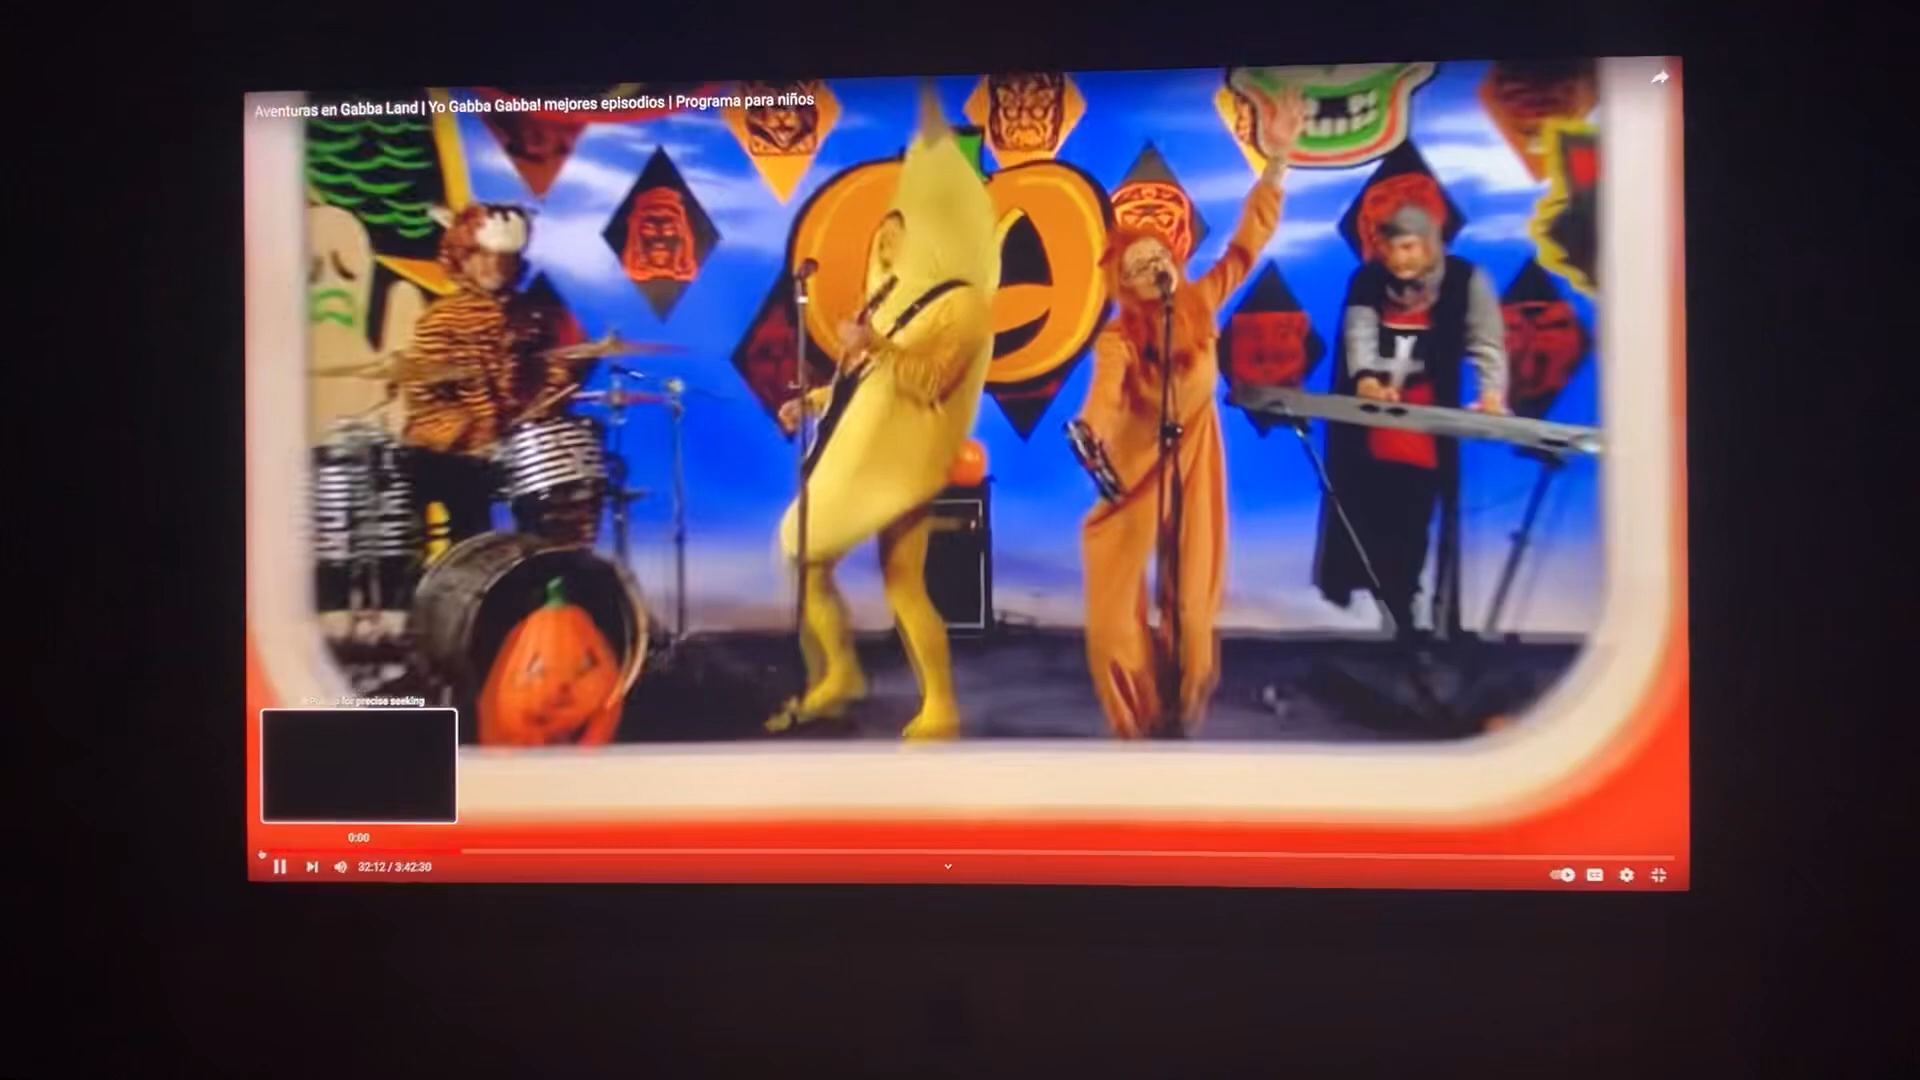 Aventuras en Gabba Land | Yo Gabba Gabba! mejores episodios | Programa para niños
for precise seeking
0:00
32:12 / 3:42:30
CC